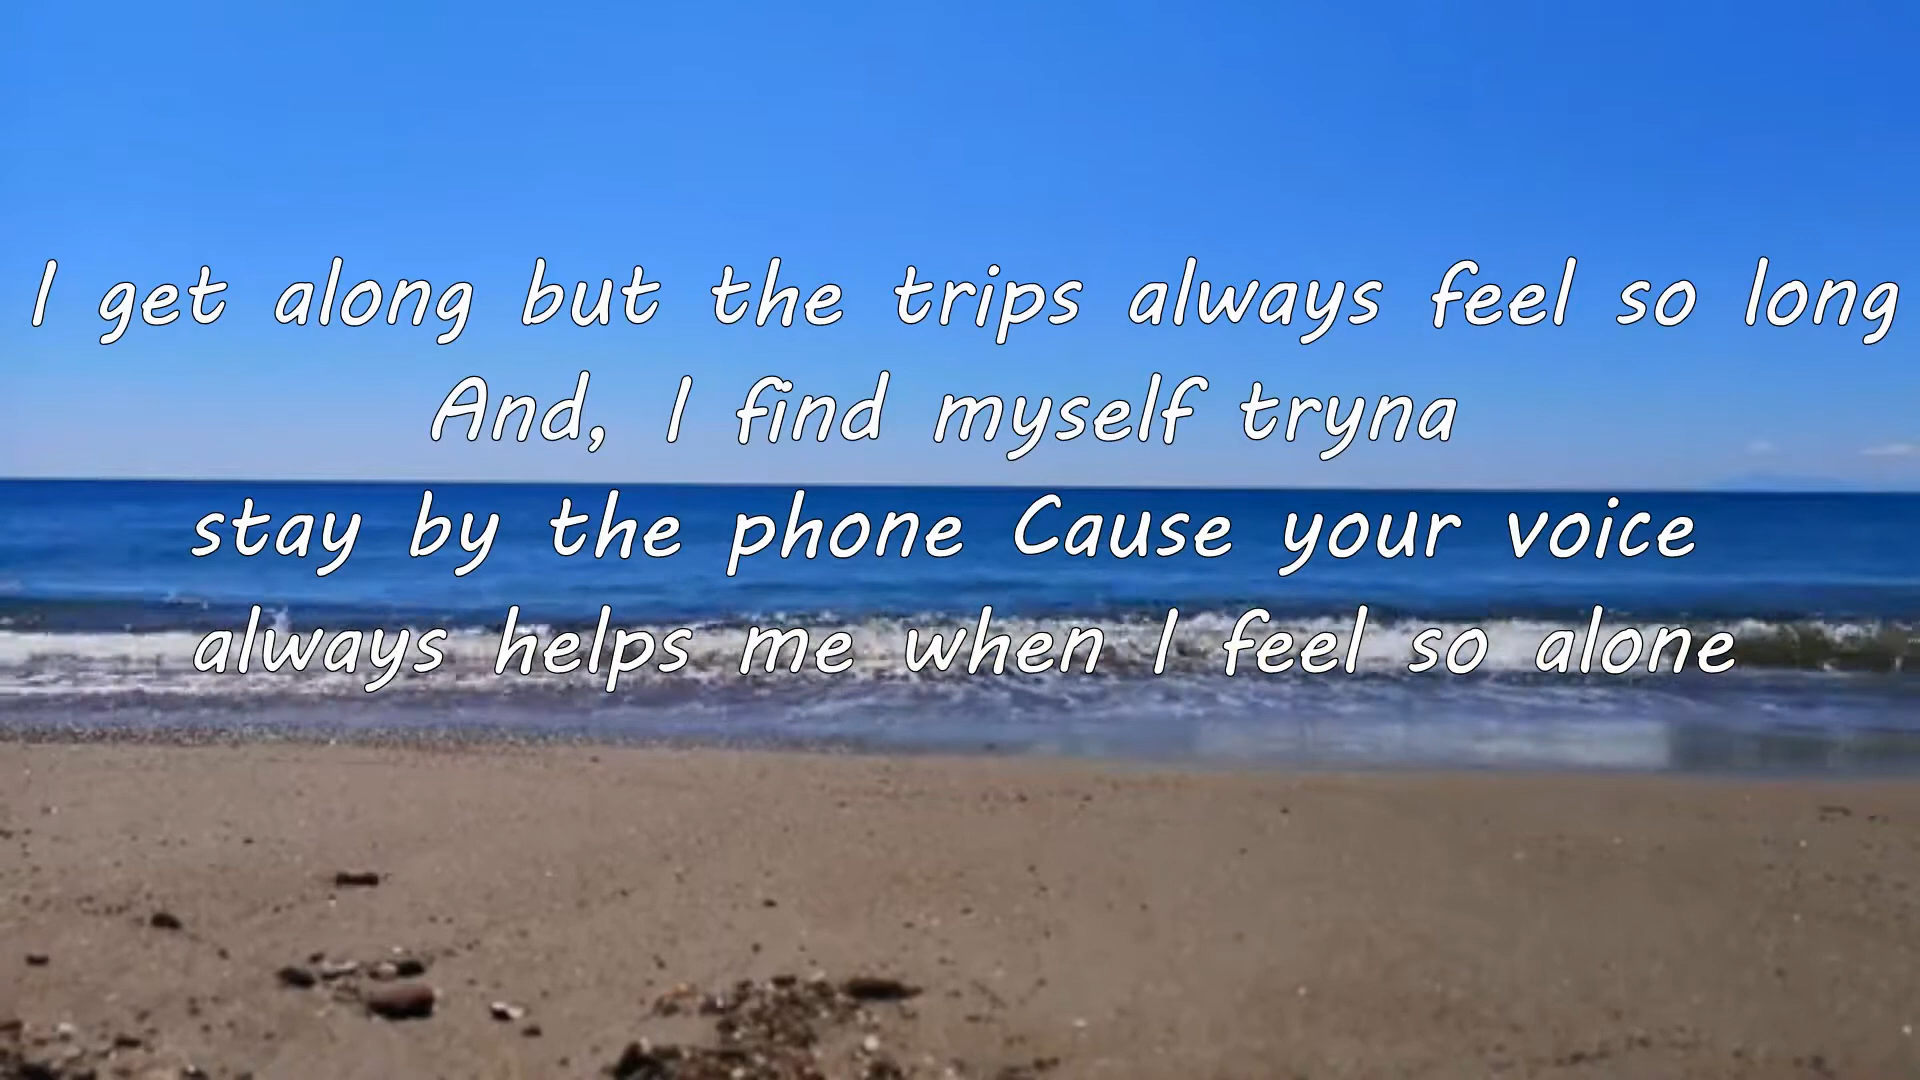 I get along but the trips always feel so long
And, I find myself tryna
stay by the phone Cause your voice
always helps me when I feel so alone